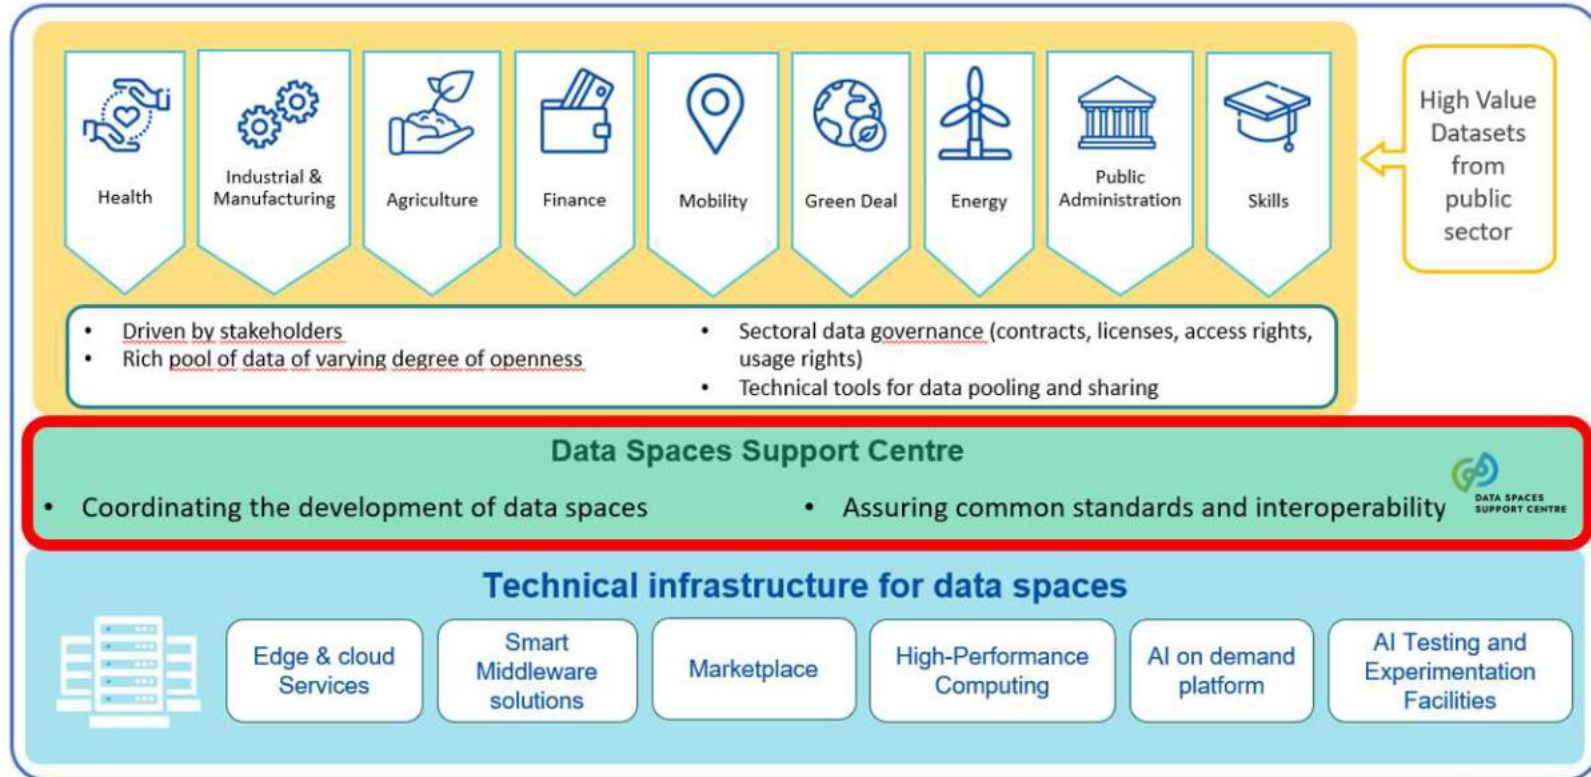 Health
Industrial &
Manufacturing
Agriculture
Finance
Mobility
Green Deal
Energy
Public
Administration
Skills
High Value
Datasets
from
public
sector
• Driven by stakeholders
• Rich pool of data of varying degree of openness
• Sectoral data governance (contracts, licenses, access rights,
usage rights)
• Technical tools for data pooling and sharing
Data Spaces Support Centre
• Coordinating the development of data spaces
• Assuring common standards and interoperability
DATA SPACES
SUPPORT CENTRE
Technical infrastructure for data spaces
Edge & cloud
Services
Smart
Middleware
solutions
Marketplace
High-Performance
Computing
AI on demand
platform
AI Testing and
Experimentation
Facilities